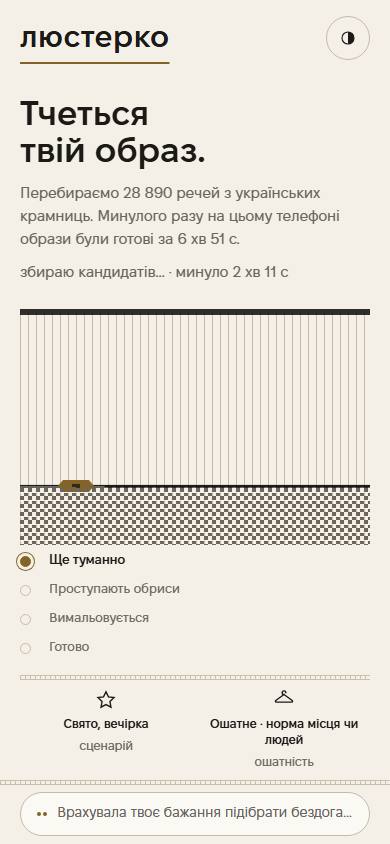 люстерко
Тчеться
твій образ.
Перебираємо 28 890 речей з українських
крамниць. Минулого разу на цьому телефоні
образи були готові за 6 хв 51 с.
збираю кандидатів... · минуло 2 хв 11 с
Ще туманно
Проступають обриси
Вимальовується
Готово
Свято, вечірка
сценарій
Ошатне · норма місця чи
людей
ошатність
Врахувала твоє бажання підібрати бездога...